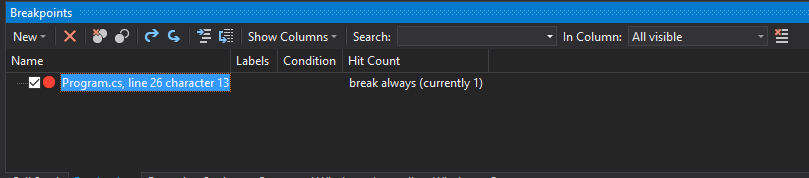 Breakpoints
New Show Columns Search: In Column: All visible
Name Labels Condition Hit Count
Program.cs, line 26 character 13 break always (currently 1)